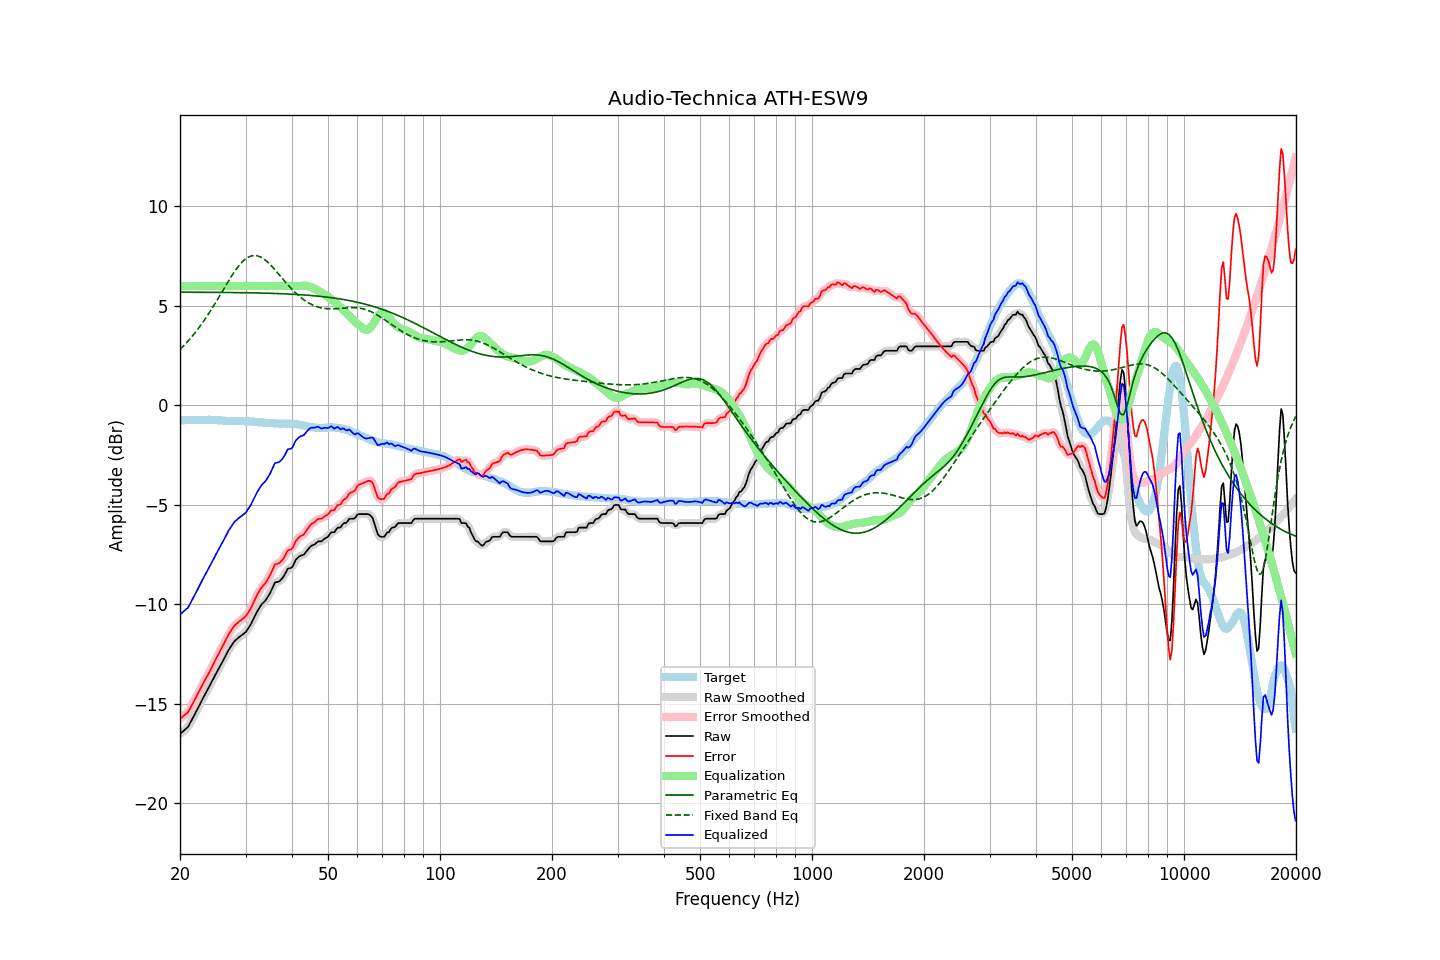 Audio-Technica ATH-ESW9
Amplitude (dBr)
10
5
0
−5
−10
−15
−20
Target
Raw Smoothed
Error Smoothed
Raw
Error
Equalization
Parametric Eq
Fixed Band Eq
Equalized
20 50 100 200 500 1000 2000 5000 10000 20000
Frequency (Hz)